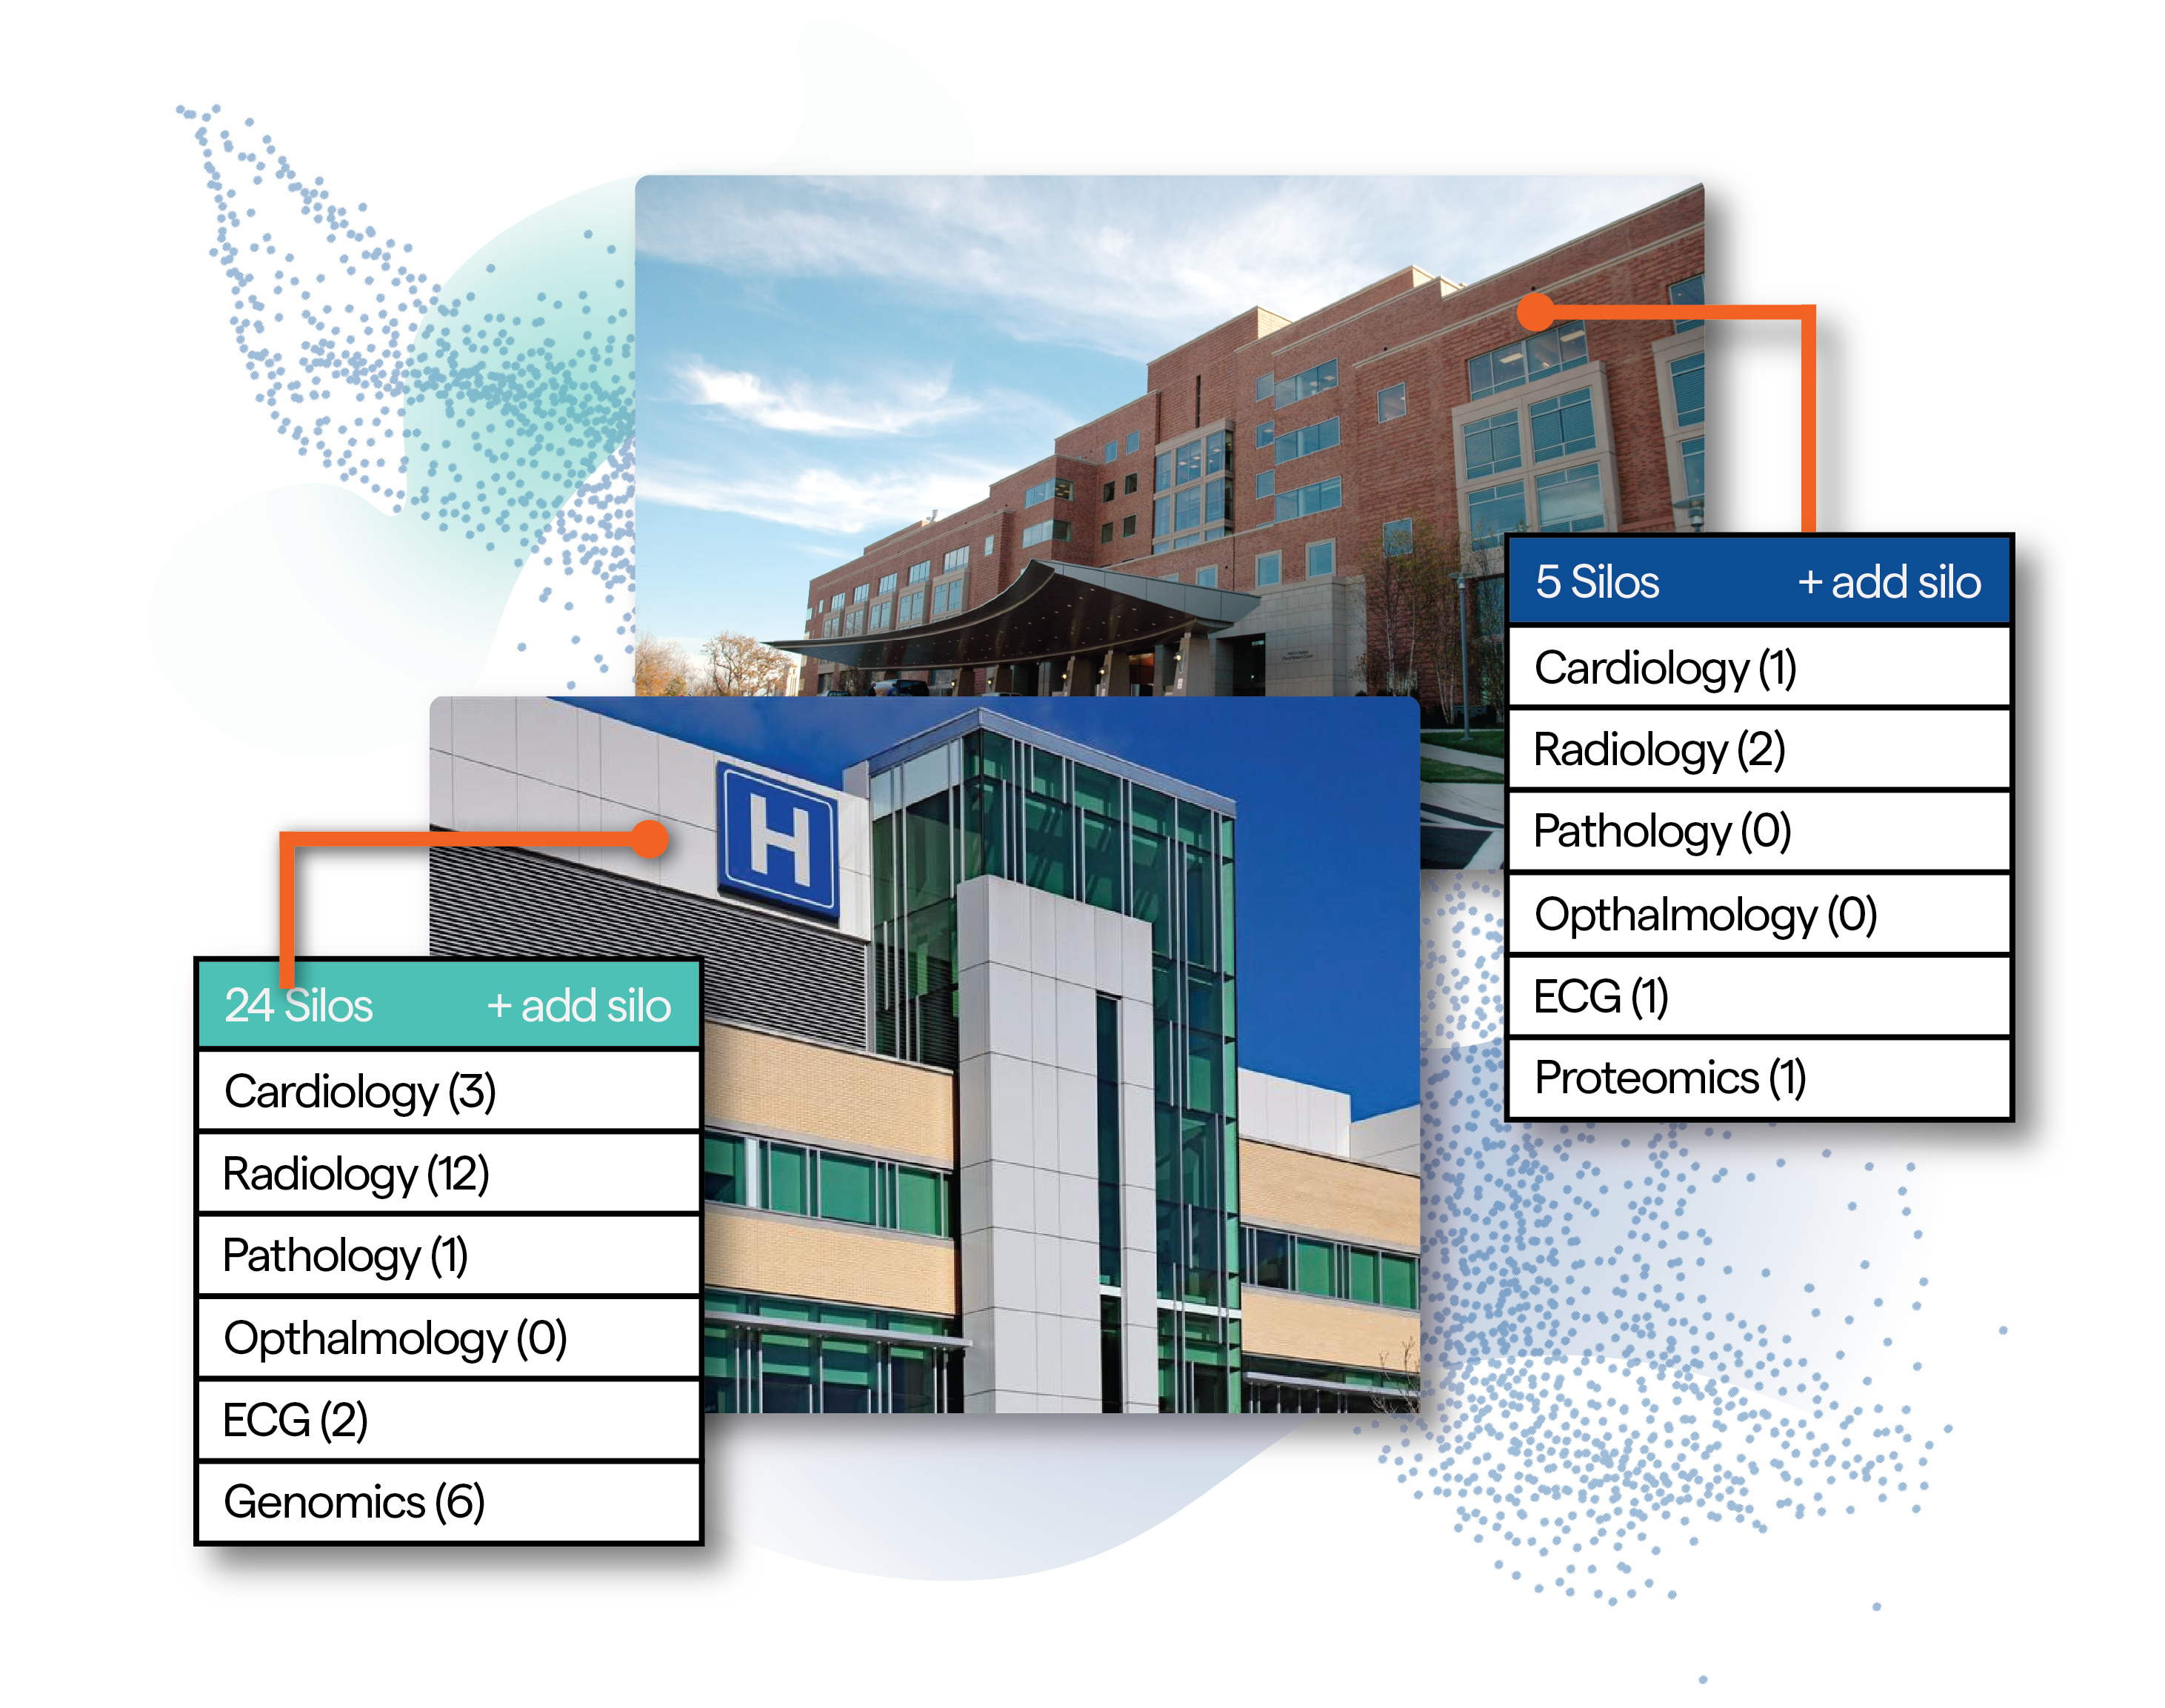 5 Silos + add silo
Cardiology (1)
Radiology (2)
Pathology (0)
Opthalmology (0)
ECG (1)
Proteomics (1)
H
24 Silos + add silo
Cardiology (3)
Radiology (12)
Pathology (1)
Opthalmology (0)
ECG (2)
Genomics (6)